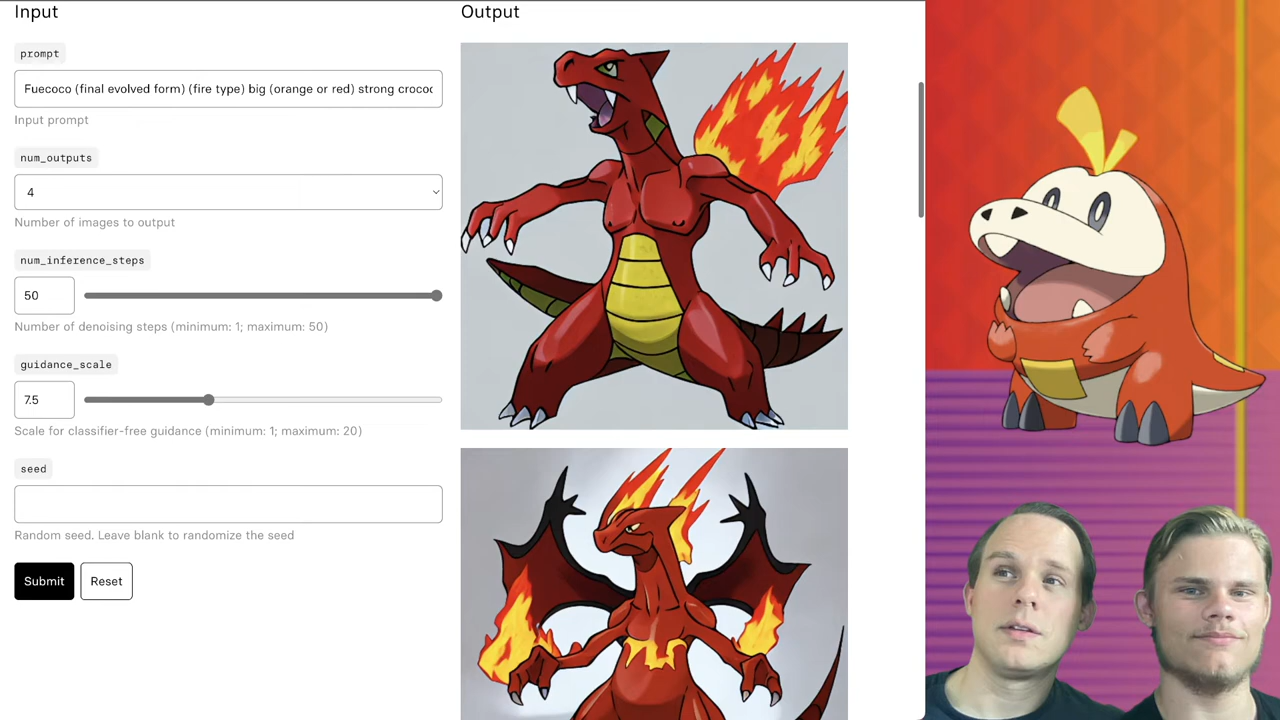 Input
prompt
Fuecoco (final evolved form) (fire type) big (orange or red) strong croco
Input prompt
num_outputs
4
Number of images to output
num_inference_steps
50
Number of denoising steps (minimum: 1; maximum: 50)
guidance_scale
7.5
Scale for classifier-free guidance (minimum: 1; maximum: 20)
seed
Random seed. Leave blank to randomize the seed
Submit
Reset
Output